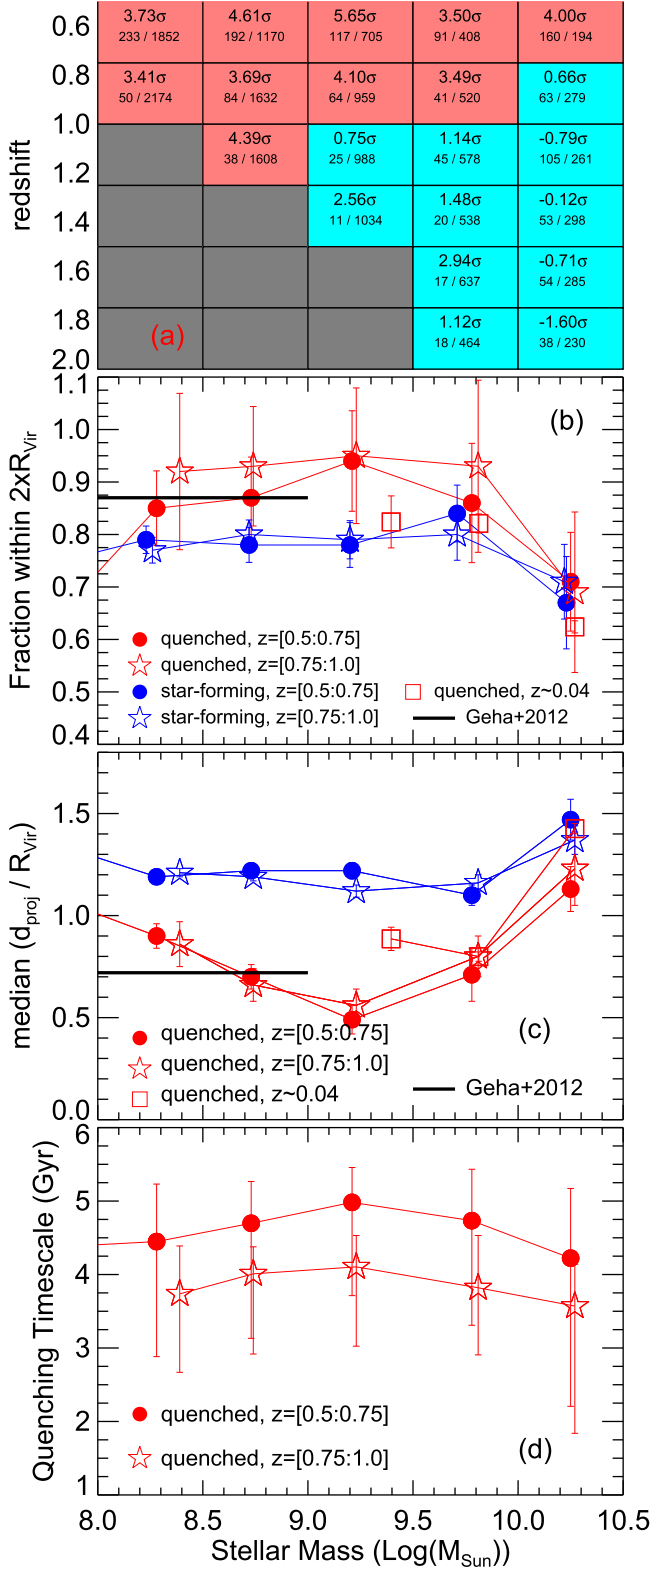 0.6
3.73σ 4.61σ 5.65σ 3.50σ 4.00σ
233 / 1852 192 / 1170 117 / 705 91 / 408 160 / 194
0.8
3.41σ 3.69σ 4.10σ 3.49σ 0.66σ
50 / 2174 84 / 1632 64 / 959 41 / 520 63 / 279
1.0
4.39σ 0.75σ 1.14σ -0.79σ
38 / 1608 25 / 988 45 / 578 105 / 261
1.2
2.56σ 1.48σ -0.12σ
11 / 1034 20 / 538 53 / 298
1.4
2.94σ -0.71σ
17 / 637 54 / 285
1.6
1.8
1.12σ -1.60σ
18 / 464 38 / 230
2.0
redshift
(a)
1.1
1.0
0.9
0.8
0.7
0.6
0.5
0.4
Fraction within 2xR_Vir
(b)
quenched, z=[0.5:0.75]
quenched, z=[0.75:1.0]
star-forming, z=[0.5:0.75]
star-forming, z=[0.75:1.0]
quenched, z~0.04
Geha+2012
1.5
1.0
0.5
0.0
median (d_proj / R_Vir)
(c)
quenched, z=[0.5:0.75]
quenched, z=[0.75:1.0]
quenched, z~0.04
Geha+2012
6
5
4
3
2
1
Quenching Timescale (Gyr)
quenched, z=[0.5:0.75]
quenched, z=[0.75:1.0]
(d)
8.0 8.5 9.0 9.5 10.0 10.5
Stellar Mass (Log(M_Sun))